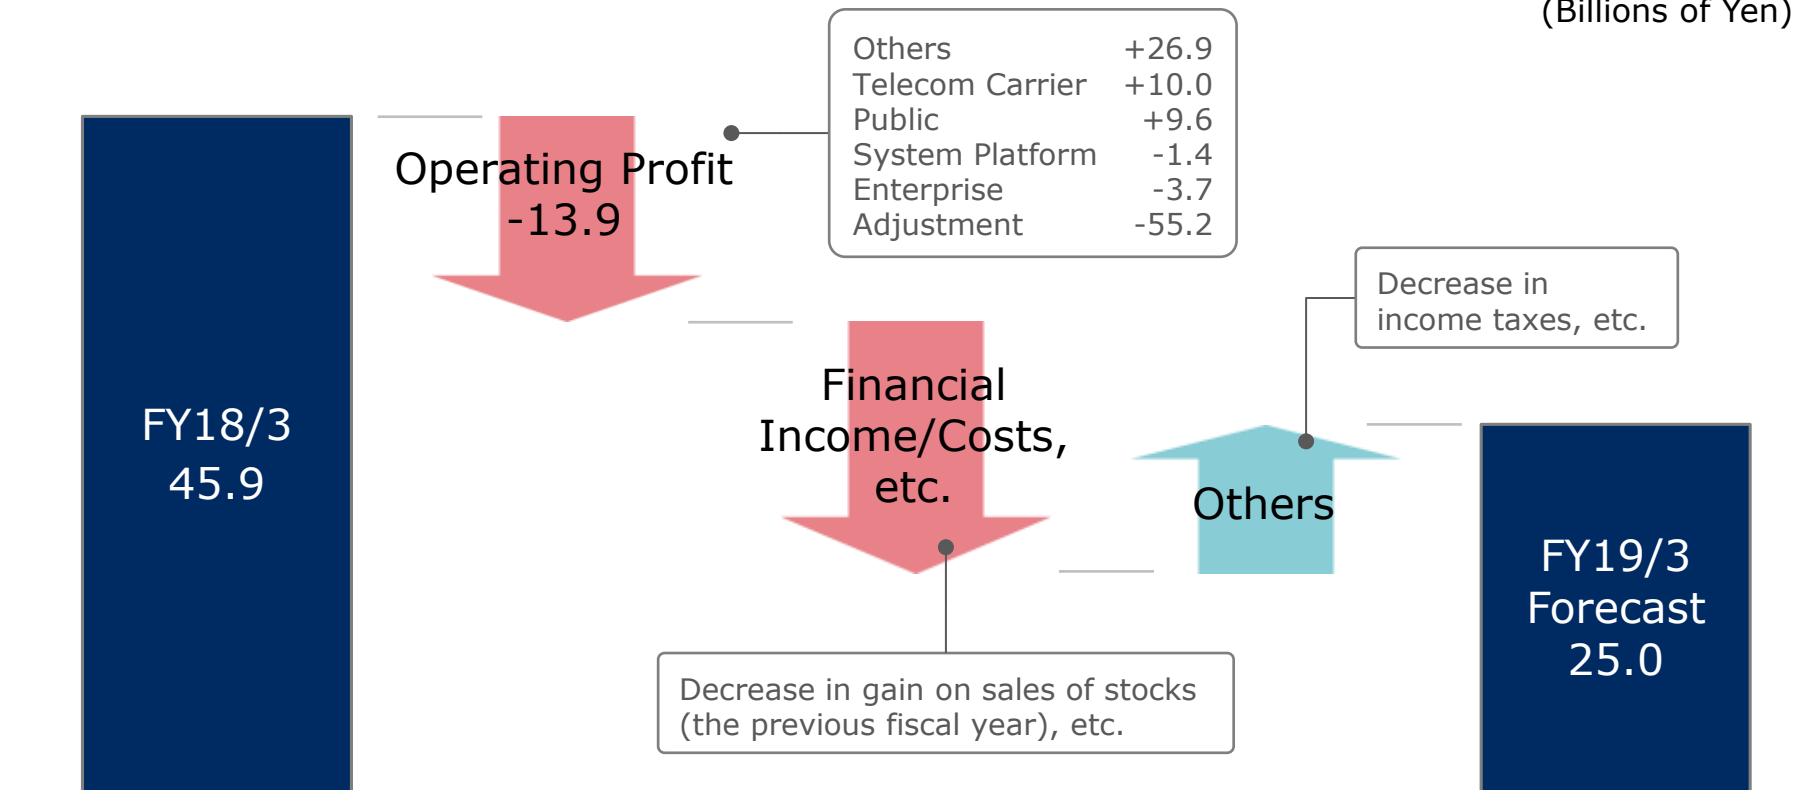 (Billions of Yen)
Others +26.9
Telecom Carrier +10.0
Public +9.6
System Platform -1.4
Enterprise -3.7
Adjustment -55.2
Operating Profit
-13.9
Decrease in
income taxes, etc.
FY18/3
45.9
Financial
Income/Costs,
etc.
Others
FY19/3
Forecast
25.0
Decrease in gain on sales of stocks
(the previous fiscal year), etc.